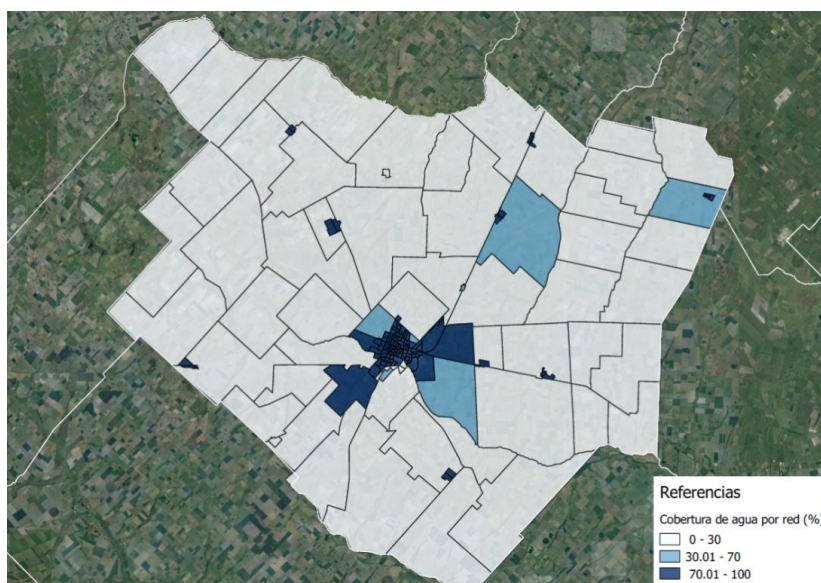 Referencias
Cobertura de agua por red (%)
0 - 30
30.01 - 70
70.01 - 100